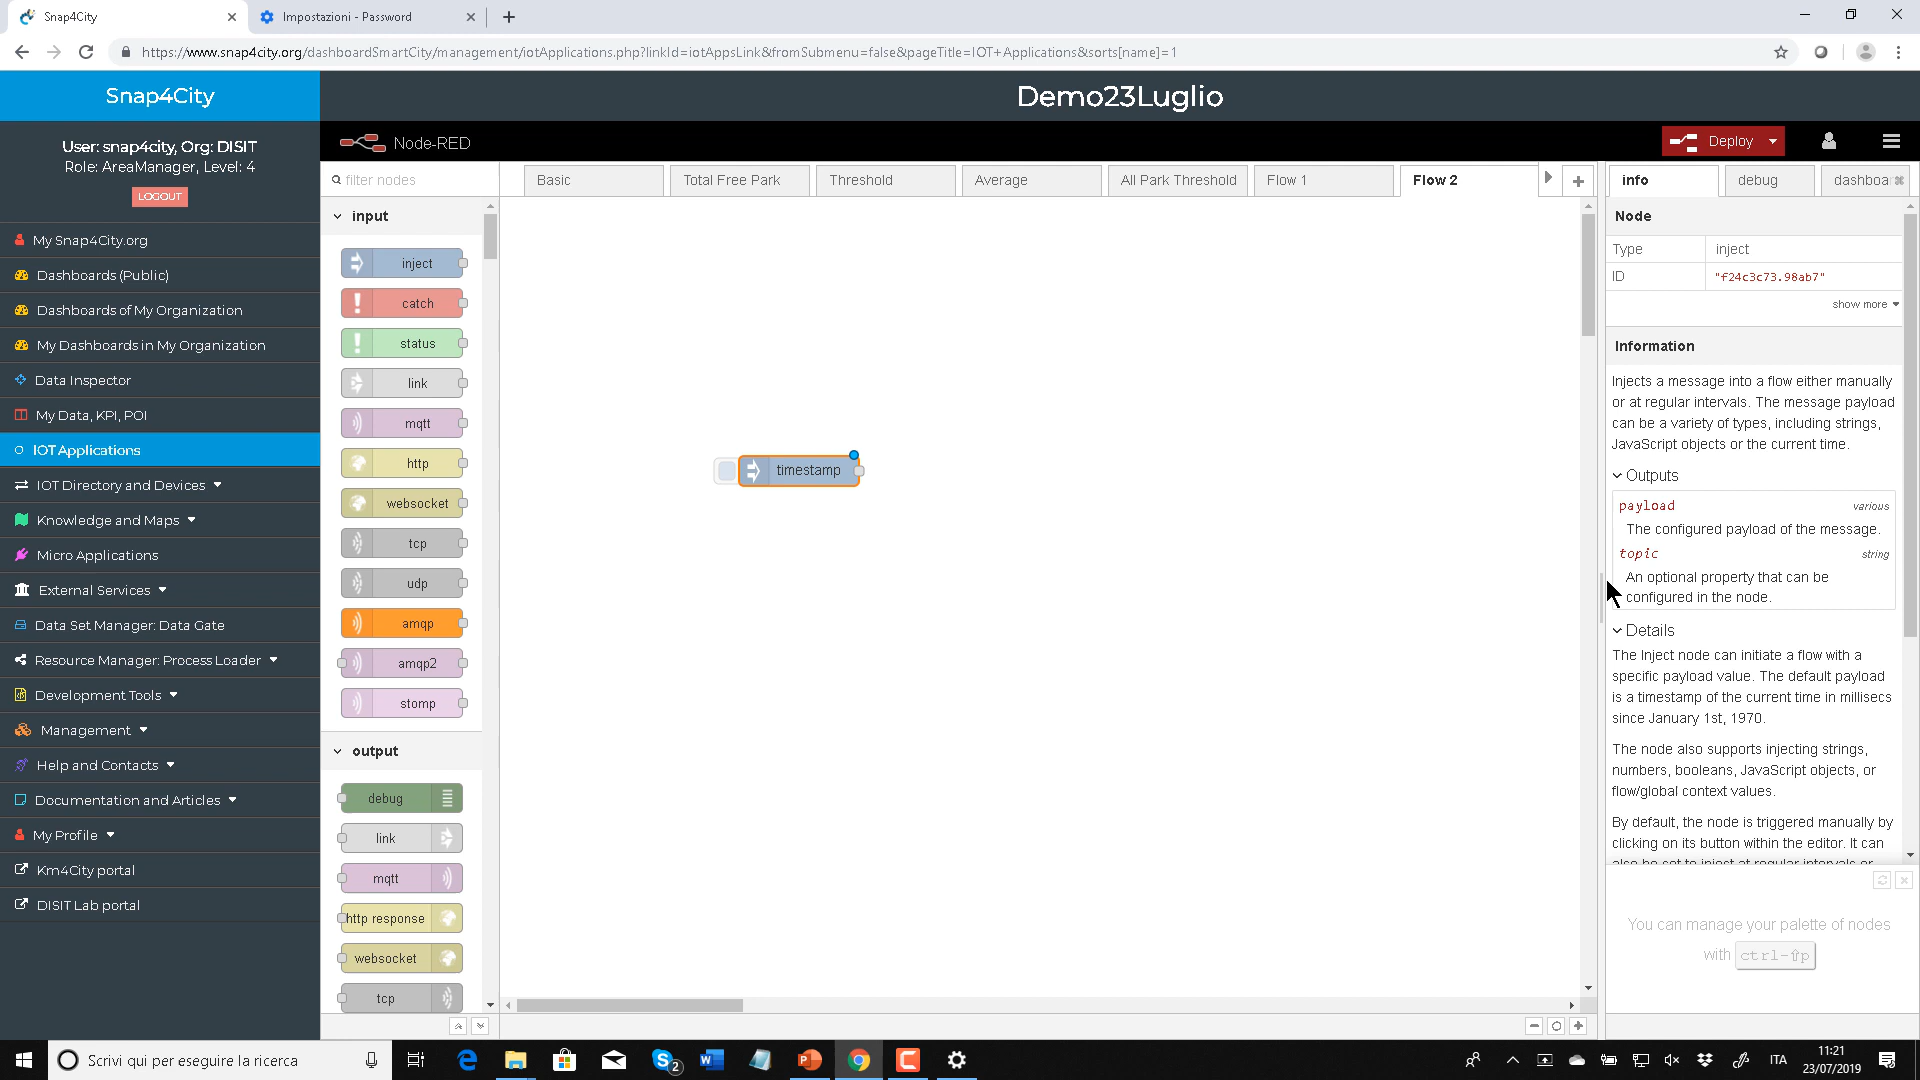 Snap4City
Impostazioni - Password
https://www.snap4city.org/dashboardSmartCity/management/iotApplications.php?linkId=iotAppsLink&fromSubmenu=false&pageTitle=IOT+Applications&sorts[name]=1
Snap4City
Demo23Luglio
User: snap4city, Org: DISIT
Role: AreaManager, Level: 4
LOGOUT
My Snap4City.org
Dashboards (Public)
Dashboards of My Organization
My Dashboards in My Organization
Data Inspector
My Data, KPI, POI
IOT Applications
IOT Directory and Devices
Knowledge and Maps
Micro Applications
External Services
Data Set Manager: Data Gate
Resource Manager: Process Loader
Development Tools
Management
Help and Contacts
Documentation and Articles
My Profile
Km4City portal
DISIT Lab portal
Node-RED
Deploy
filter nodes
Basic
Total Free Park
Threshold
Average
All Park Threshold
Flow 1
Flow 2
input
inject
catch
status
link
mqtt
http
websocket
tcp
udp
amqp
amqp2
stomp
output
debug
link
mqtt
http response
websocket
tcp
timestamp
info
debug
dashboa
Node
Type inject
ID "f24c3c73.98ab7"
show more
Information
Injects a message into a flow either manually
or at regular intervals. The message payload
can be a variety of types, including strings,
JavaScript objects or the current time.
Outputs
payload various
The configured payload of the message.
topic string
An optional property that can be
configured in the node.
Details
The Inject node can initiate a flow with a
specific payload value. The default payload
is a timestamp of the current time in millisecs
since January 1st, 1970.
The node also supports injecting strings,
numbers, booleans, JavaScript objects, or
flow/global context values.
By default, the node is triggered manually by
clicking on its button within the editor. It can
also be set to inject at regular intervals or
You can manage your palette of nodes
with ctrl-⇧p
Scrivi qui per eseguire la ricerca
2
ITA
11:21
23/07/2019